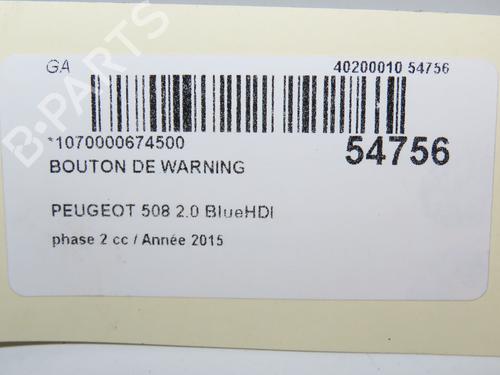 GA 40200010 54756
*1070000674500 54756
BOUTON DE WARNING
PEUGEOT 508 2.0 BlueHDI
phase 2 cc / Année 2015
B-PARTS